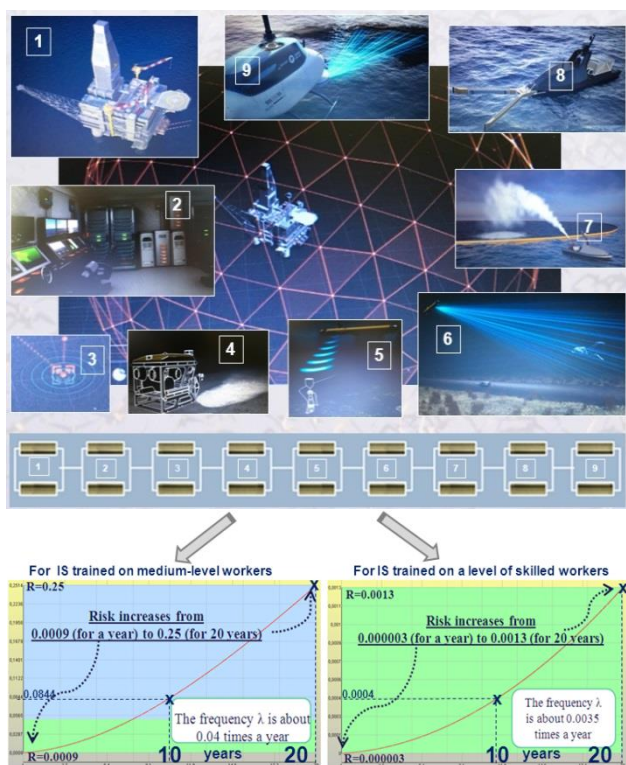 1
9
8
2
7
3
4
5
6
1 2 3 4 5 6 7 8 9
For IS trained on medium-level workers
R=0.25
Risk increases from
0.0009 (for a year) to 0.25 (for 20 years)
0.0844
The frequency λ is about
0.04 times a year
R=0.0009
10 years 20
For IS trained on a level of skilled workers
R=0.0013
Risk increases from
0.000003 (for a year) to 0.0013 (for 20 years)
0.0004
The frequency λ
is about 0.0035
times a year
R=0.000003
10 years 20